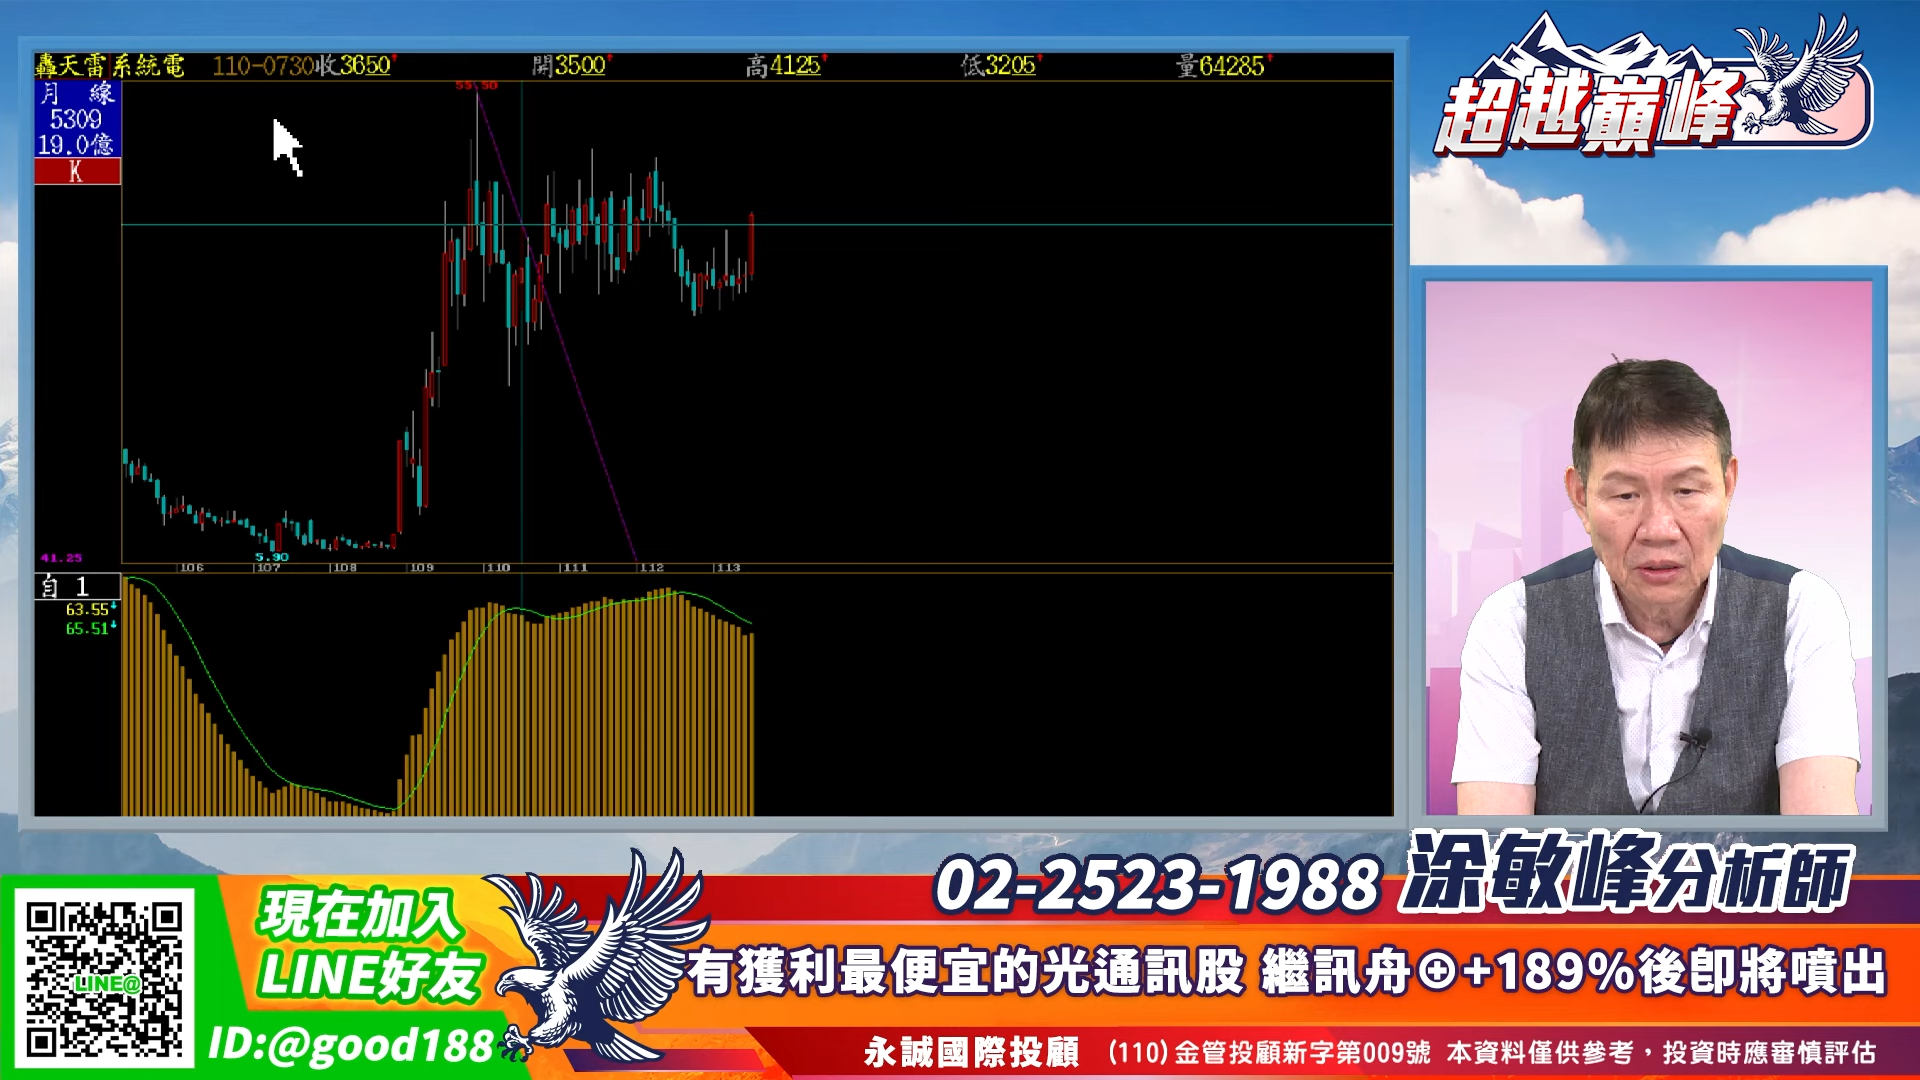 轟天雷系統電 110-0730收3650 開3500 高4125 低3205 量64285
月 線
5309
19.0億
K
55.50
41.25
5.90
106 107 108 109 110 111 112 113
自 1
63.55
65.51
超越巔峰
02-2523-1988 涂敏峰分析師
現在加入
LINE好友
LINE@
ID:@good188
有獲利最便宜的光通訊股 繼訊舟⊕+189%後即將噴出
永誠國際投顧 (110)金管投顧新字第009號 本資料僅供參考，投資時應審慎評估